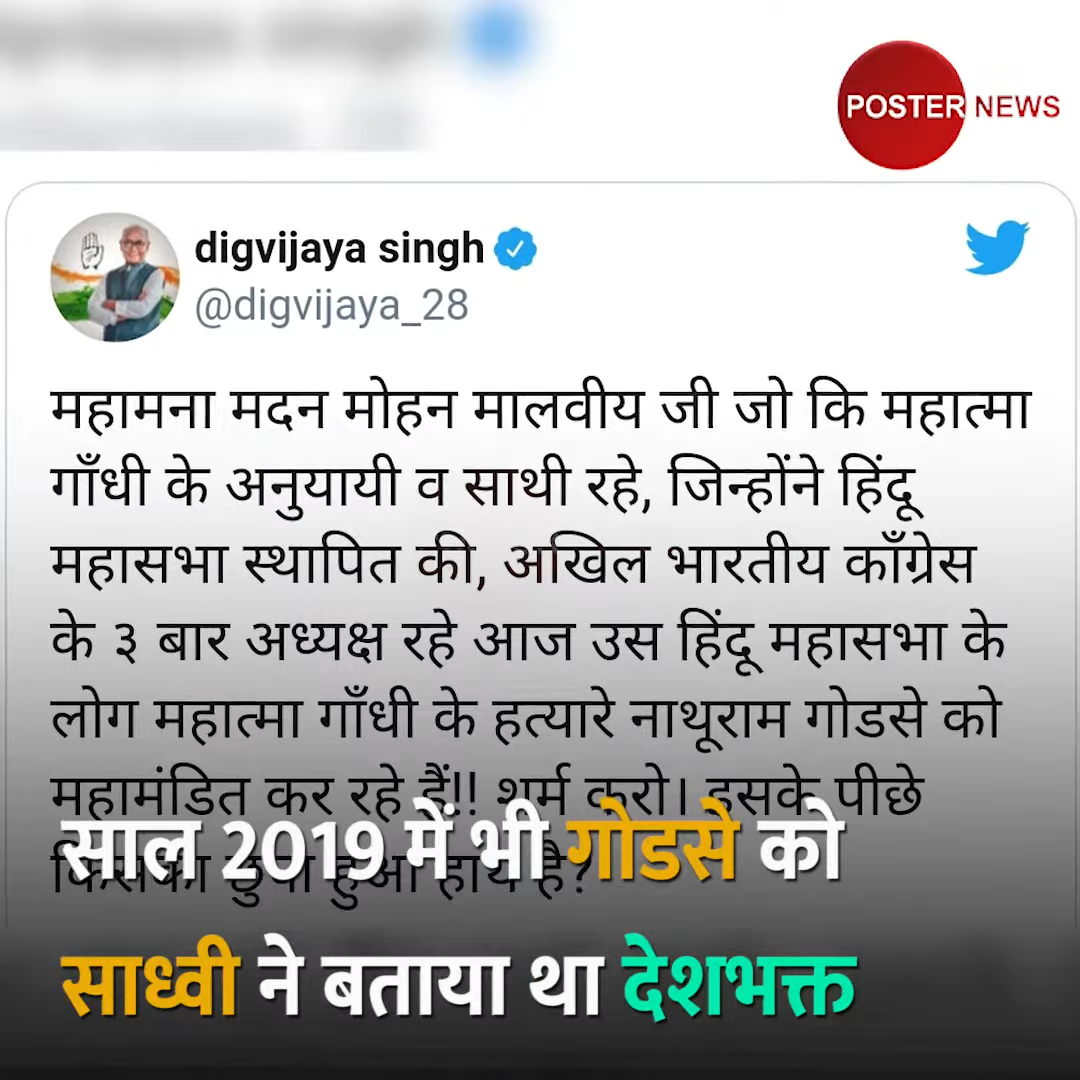 POSTER NEWS
digvijaya singh
@digvijaya_28
महामना मदन मोहन मालवीय जी जो कि महात्मा
गाँधी के अनुयायी व साथी रहे, जिन्होंने हिंदू
महासभा स्थापित की, अखिल भारतीय काँग्रेस
के ३ बार अध्यक्ष रहे आज उस हिंदू महासभा के
लोग महात्मा गाँधी के हत्यारे नाथूराम गोडसे को
महामंडित कर रहे हैं!! शर्म करो। इसके पीछे
किसका छुपा हुआ हाथ है?
साल 2019 में भी गोडसे को
साध्वी ने बताया था देशभक्त